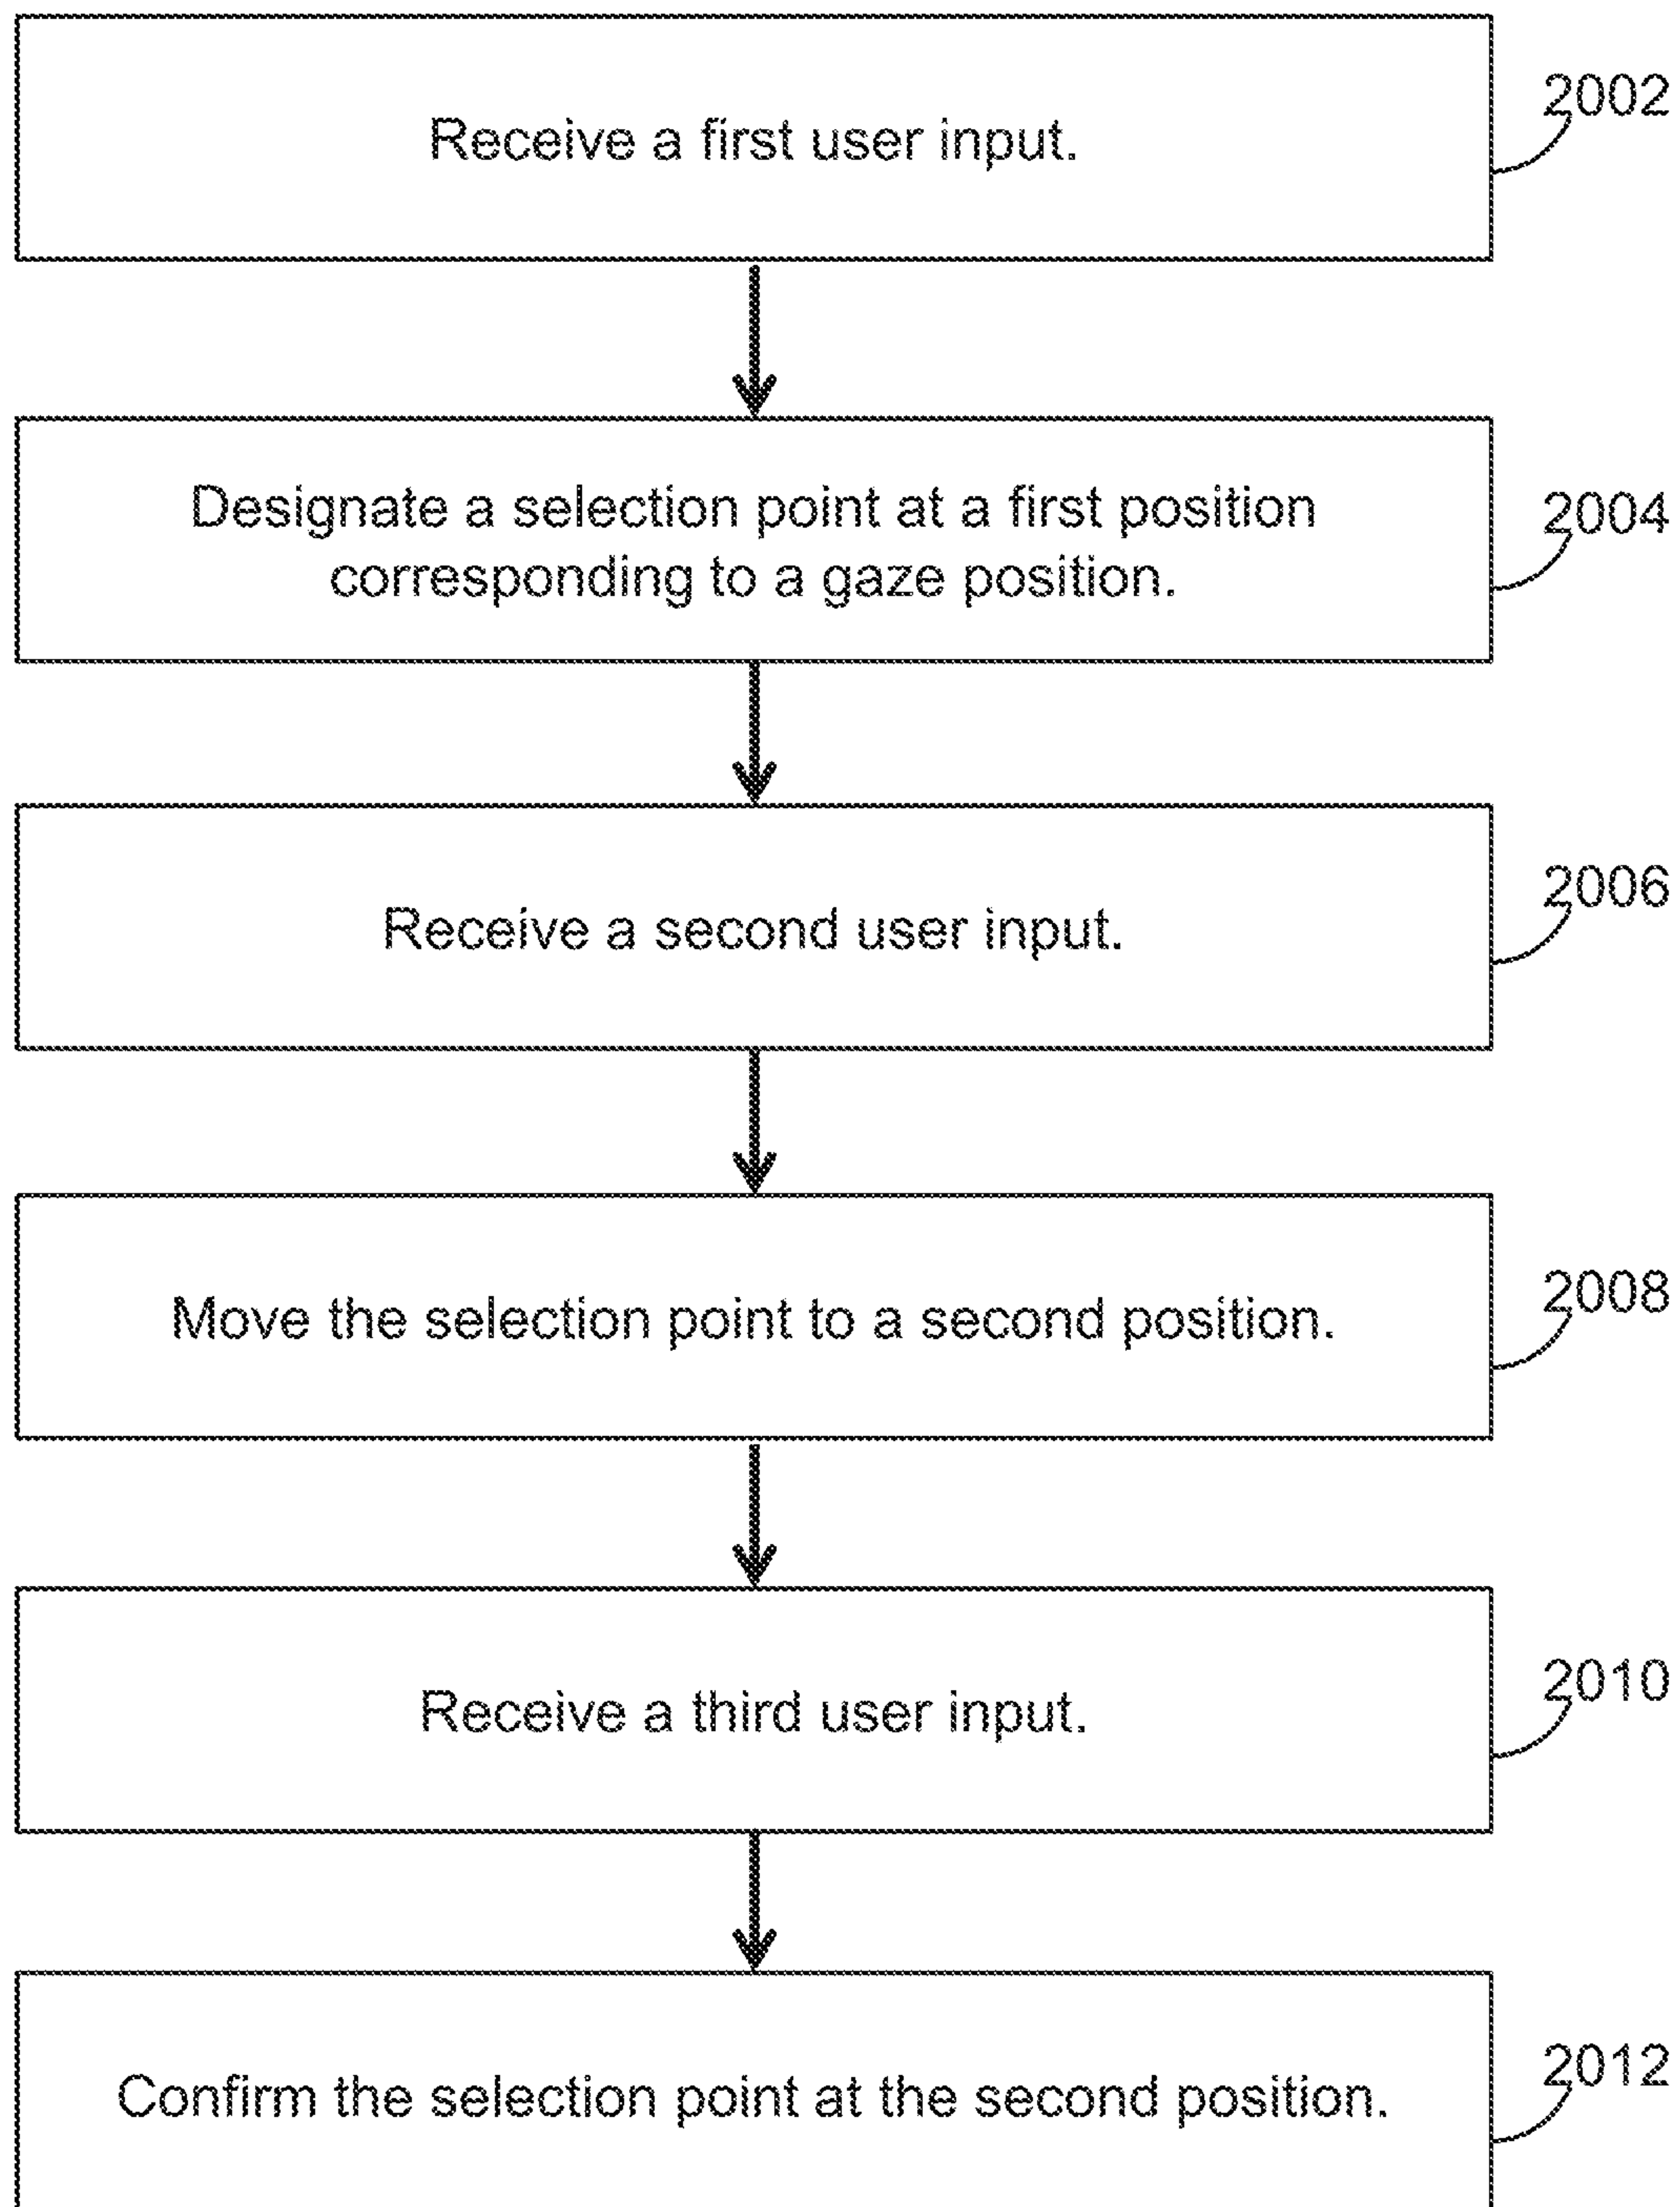 Receive a first user input.
2002
Designate a selection point at a first position
corresponding to a gaze position.
2004
Receive a second user input.
2006
Move the selection point to a second position.
2008
Receive a third user input.
2010
Confirm the selection point at the second position.
2012